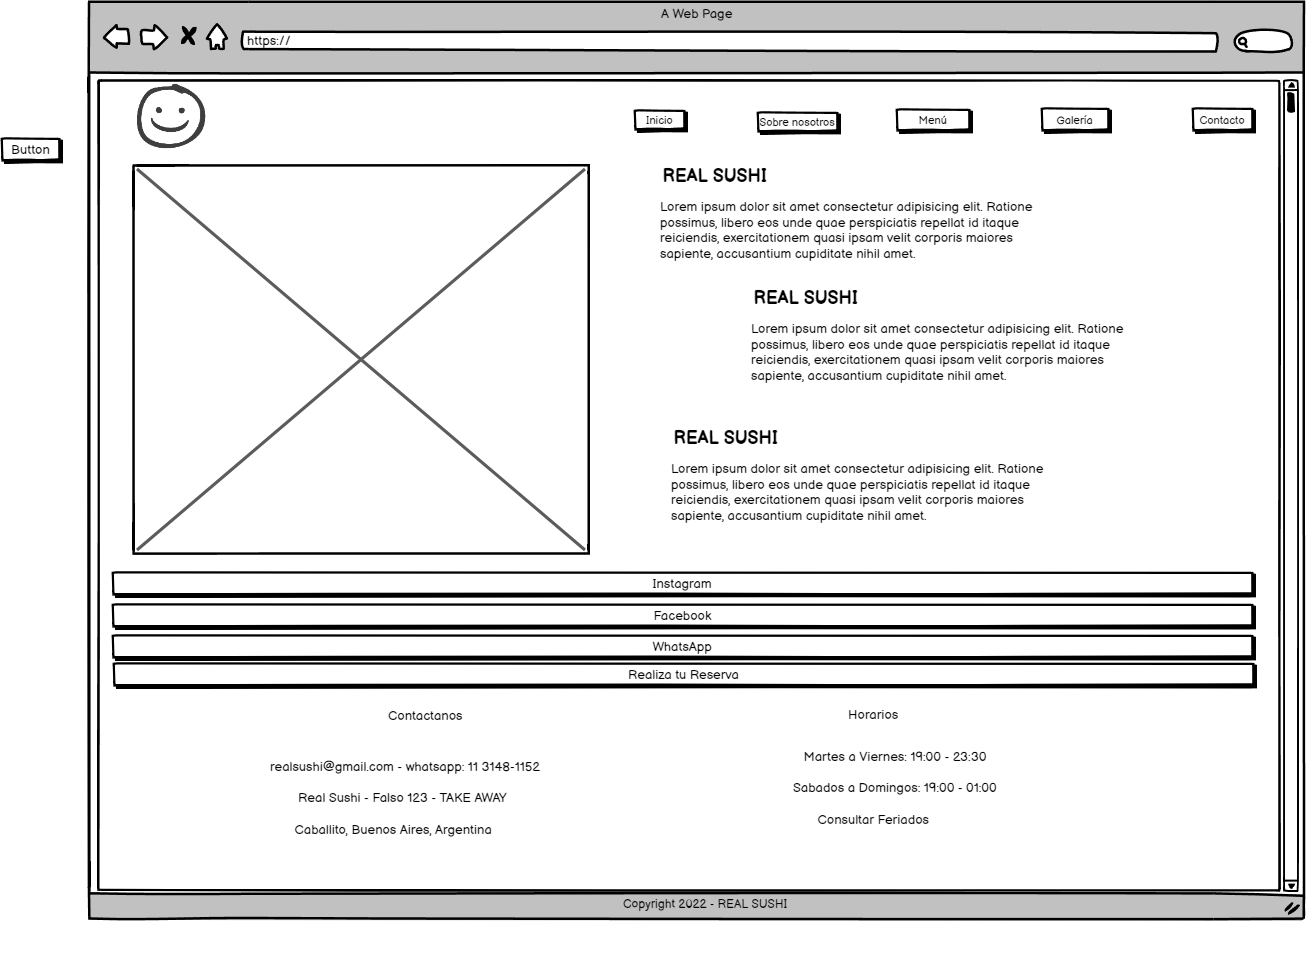 A Web Page
https://
Button
Inicio
Sobre nosotros
Menú
Galería
Contacto
REAL SUSHI
Lorem ipsum dolor sit amet consectetur adipisicing elit. Ratione
possimus, libero eos unde quae perspiciatis repellat id itaque
reiciendis, exercitationem quasi ipsam velit corporis maiores
sapiente, accusantium cupiditate nihil amet.
REAL SUSHI
Lorem ipsum dolor sit amet consectetur adipisicing elit. Ratione
possimus, libero eos unde quae perspiciatis repellat id itaque
reiciendis, exercitationem quasi ipsam velit corporis maiores
sapiente, accusantium cupiditate nihil amet.
REAL SUSHI
Lorem ipsum dolor sit amet consectetur adipisicing elit. Ratione
possimus, libero eos unde quae perspiciatis repellat id itaque
reiciendis, exercitationem quasi ipsam velit corporis maiores
sapiente, accusantium cupiditate nihil amet.
Instagram
Facebook
WhatsApp
Realiza tu Reserva
Contactanos
realsushi@gmail.com - whatsapp: 11 3148-1152
Real Sushi - Falso 123 - TAKE AWAY
Caballito, Buenos Aires, Argentina
Horarios
Martes a Viernes: 19:00 - 23:30
Sabados a Domingos: 19:00 - 01:00
Consultar Feriados
Copyright 2022 - REAL SUSHI